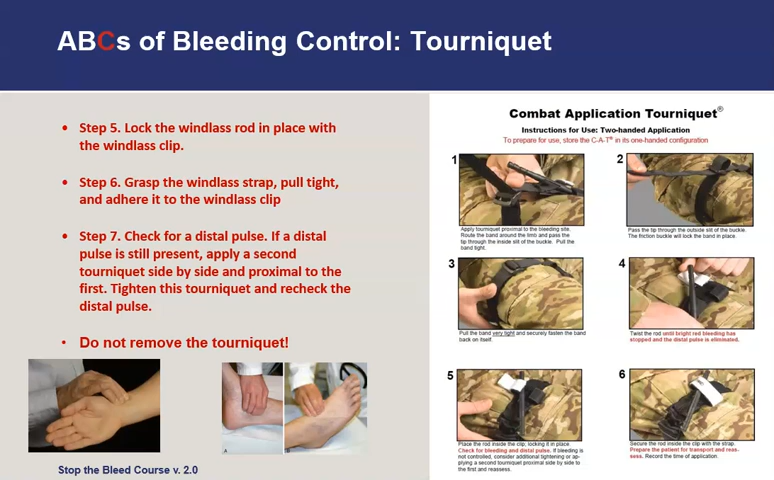 ABCs of Bleeding Control: Tourniquet
• Step 5. Lock the windlass rod in place with
the windlass clip.
• Step 6. Grasp the windlass strap, pull tight,
and adhere it to the windlass clip
• Step 7. Check for a distal pulse. If a distal
pulse is still present, apply a second
tourniquet side by side and proximal to the
first. Tighten this tourniquet and recheck the
distal pulse.
• Do not remove the tourniquet!
A
B
Stop the Bleed Course v. 2.0
Combat Application Tourniquet®
Instructions for Use: Two-handed Application
To prepare for use, store the C-A-T® in its one-handed configuration
1
Apply tourniquet proximal to the bleeding site.
Route the band around the limb and pass the
tip through the inside slit of the buckle. Pull the
band tight.
2
Pass the tip through the outside slit of the buckle.
The friction buckle will lock the band in place.
3
Pull the band very tight and securely fasten the band
back on itself.
4
Twist the rod until bright red bleeding has
stopped and the distal pulse is eliminated.
5
Place the rod inside the clip, locking it in place.
Check for bleeding and distal pulse. If bleeding is
not controlled, consider additional tightening or ap-
plying a second tourniquet proximal side by side to
the first and reassess.
6
Secure the rod inside the clip with the strap.
Prepare the patient for transport and reas-
sess. Record the time of application.